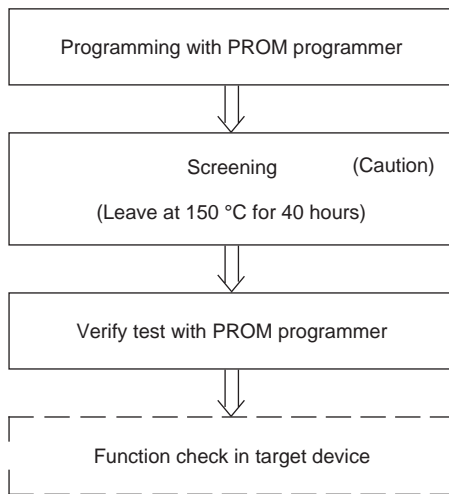 Programming with PROM programmer
Screening (Caution)
(Leave at 150 °C for 40 hours)
Verify test with PROM programmer
Function check in target device